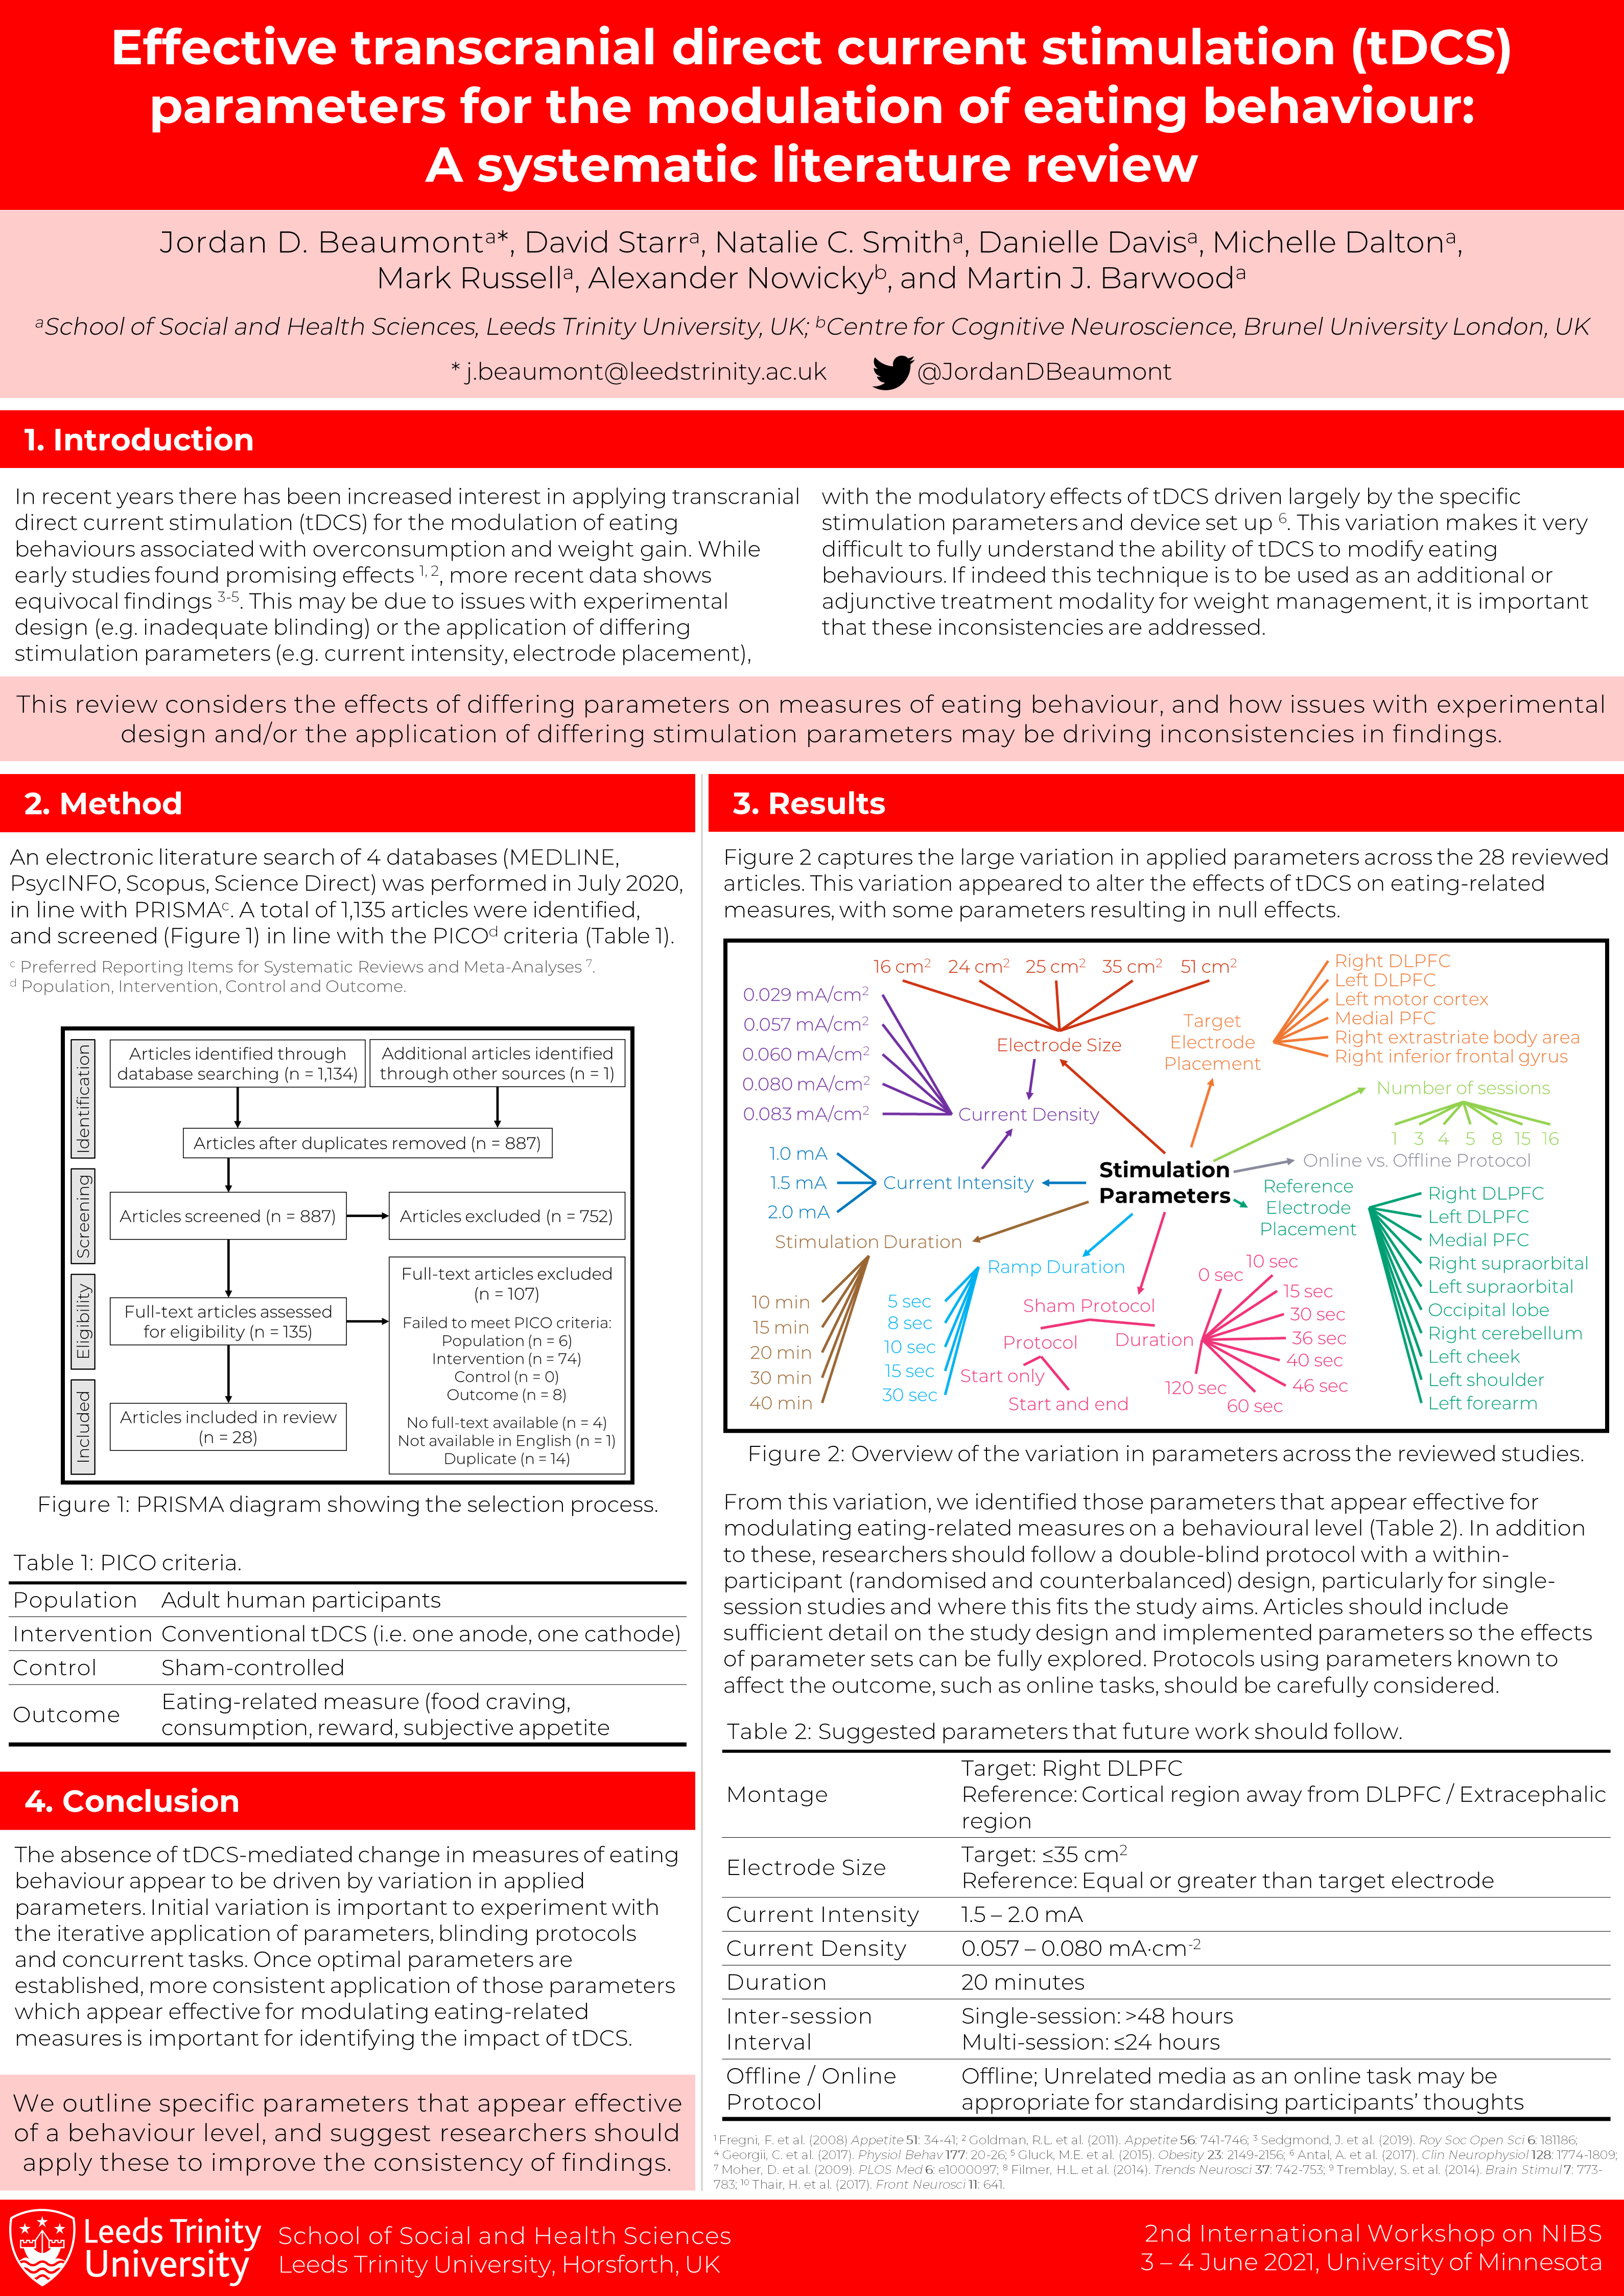 Effective transcranial direct current stimulation (tDCS)
parameters for the modulation of eating behaviour:
A systematic literature review
Jordan D. Beaumontᵃ*, David Starrᵃ, Natalie C. Smithᵃ, Danielle Davisᵃ, Michelle Daltonᵃ,
Mark Russellᵃ, Alexander Nowickyᵇ, and Martin J. Barwoodᵃ
ᵃSchool of Social and Health Sciences, Leeds Trinity University, UK; ᵇCentre for Cognitive Neuroscience, Brunel University London, UK
* j.beaumont@leedstrinity.ac.uk @JordanDBeaumont
1. Introduction
In recent years there has been increased interest in applying transcranial
direct current stimulation (tDCS) for the modulation of eating
behaviours associated with overconsumption and weight gain. While
early studies found promising effects ¹, ², more recent data shows
equivocal findings ³⁻⁵. This may be due to issues with experimental
design (e.g. inadequate blinding) or the application of differing
stimulation parameters (e.g. current intensity, electrode placement),
with the modulatory effects of tDCS driven largely by the specific
stimulation parameters and device set up ⁶. This variation makes it very
difficult to fully understand the ability of tDCS to modify eating
behaviours. If indeed this technique is to be used as an additional or
adjunctive treatment modality for weight management, it is important
that these inconsistencies are addressed.
This review considers the effects of differing parameters on measures of eating behaviour, and how issues with experimental
design and/or the application of differing stimulation parameters may be driving inconsistencies in findings.
2. Method
An electronic literature search of 4 databases (MEDLINE,
PsycINFO, Scopus, Science Direct) was performed in July 2020,
in line with PRISMAᶜ. A total of 1,135 articles were identified,
and screened (Figure 1) in line with the PICOᵈ criteria (Table 1).
ᶜ Preferred Reporting Items for Systematic Reviews and Meta-Analyses ⁷.
ᵈ Population, Intervention, Control and Outcome.
Identification
Articles identified through
database searching (n = 1,134)
Additional articles identified
through other sources (n = 1)
Articles after duplicates removed (n = 887)
Screening
Articles screened (n = 887)
Articles excluded (n = 752)
Eligibility
Full-text articles assessed
for eligibility (n = 135)
Full-text articles excluded
(n = 107)
Failed to meet PICO criteria:
Population (n = 6)
Intervention (n = 74)
Control (n = 0)
Outcome (n = 8)
No full-text available (n = 4)
Not available in English (n = 1)
Duplicate (n = 14)
Included
Articles included in review
(n = 28)
Figure 1: PRISMA diagram showing the selection process.
Table 1: PICO criteria.
Population Adult human participants
Intervention Conventional tDCS (i.e. one anode, one cathode)
Control Sham-controlled
Outcome Eating-related measure (food craving,
consumption, reward, subjective appetite
4. Conclusion
The absence of tDCS-mediated change in measures of eating
behaviour appear to be driven by variation in applied
parameters. Initial variation is important to experiment with
the iterative application of parameters, blinding protocols
and concurrent tasks. Once optimal parameters are
established, more consistent application of those parameters
which appear effective for modulating eating-related
measures is important for identifying the impact of tDCS.
We outline specific parameters that appear effective
of a behaviour level, and suggest researchers should
apply these to improve the consistency of findings.
3. Results
Figure 2 captures the large variation in applied parameters across the 28 reviewed
articles. This variation appeared to alter the effects of tDCS on eating-related
measures, with some parameters resulting in null effects.
16 cm² 24 cm² 25 cm² 35 cm² 51 cm²
Electrode Size
0.029 mA/cm²
0.057 mA/cm²
0.060 mA/cm²
0.080 mA/cm²
0.083 mA/cm²
Current Density
Target
Electrode
Placement
Right DLPFC
Left DLPFC
Left motor cortex
Medial PFC
Right extrastriate body area
Right inferior frontal gyrus
Number of sessions
1 3 4 5 8 15 16
Online vs. Offline Protocol
Stimulation
Parameters
1.0 mA
1.5 mA
2.0 mA
Current Intensity
Reference
Electrode
Placement
Right DLPFC
Left DLPFC
Medial PFC
Right supraorbital
Left supraorbital
Occipital lobe
Right cerebellum
Left cheek
Left shoulder
Left forearm
Stimulation Duration
10 min
15 min
20 min
30 min
40 min
Ramp Duration
5 sec
8 sec
10 sec
15 sec
30 sec
Sham Protocol
Protocol
Start only
Start and end
Duration
0 sec
10 sec
15 sec
30 sec
36 sec
40 sec
46 sec
60 sec
120 sec
Figure 2: Overview of the variation in parameters across the reviewed studies.
From this variation, we identified those parameters that appear effective for
modulating eating-related measures on a behavioural level (Table 2). In addition
to these, researchers should follow a double-blind protocol with a within-
participant (randomised and counterbalanced) design, particularly for single-
session studies and where this fits the study aims. Articles should include
sufficient detail on the study design and implemented parameters so the effects
of parameter sets can be fully explored. Protocols using parameters known to
affect the outcome, such as online tasks, should be carefully considered.
Table 2: Suggested parameters that future work should follow.
Montage
Target: Right DLPFC
Reference: Cortical region away from DLPFC / Extracephalic
region
Electrode Size
Target: ≤35 cm²
Reference: Equal or greater than target electrode
Current Intensity 1.5 – 2.0 mA
Current Density 0.057 – 0.080 mA·cm⁻²
Duration 20 minutes
Inter-session
Interval
Single-session: >48 hours
Multi-session: ≤24 hours
Offline / Online
Protocol
Offline; Unrelated media as an online task may be
appropriate for standardising participants’ thoughts
¹ Fregni, F. et al. (2008) Appetite 51: 34-41; ² Goldman, R.L. et al. (2011). Appetite 56: 741-746; ³ Sedgmond, J. et al. (2019). Roy Soc Open Sci 6: 181186;
⁴ Georgii, C. et al. (2017). Physiol Behav 177: 20-26; ⁵ Gluck, M.E. et al. (2015). Obesity 23: 2149-2156; ⁶ Antal, A. et al. (2017). Clin Neurophysiol 128: 1774-1809;
⁷ Moher, D. et al. (2009). PLOS Med 6: e1000097; ⁸ Filmer, H.L. et al. (2014). Trends Neurosci 37: 742-753; ⁹ Tremblay, S. et al. (2014). Brain Stimul 7: 773-
783; ¹⁰ Thair, H. et al. (2017). Front Neurosci 11: 641.
Leeds Trinity
University
School of Social and Health Sciences
Leeds Trinity University, Horsforth, UK
2nd International Workshop on NIBS
3 – 4 June 2021, University of Minnesota